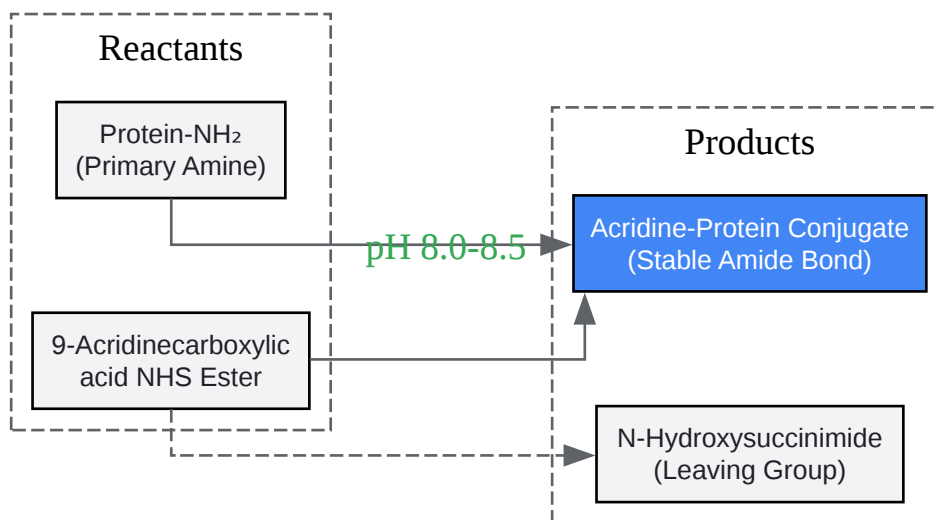 Reactants
Protein-NH₂
(Primary Amine)
9-Acridinecarboxylic
acid NHS Ester
pH 8.0-8.5
Products
Acridine-Protein Conjugate
(Stable Amide Bond)
N-Hydroxysuccinimide
(Leaving Group)